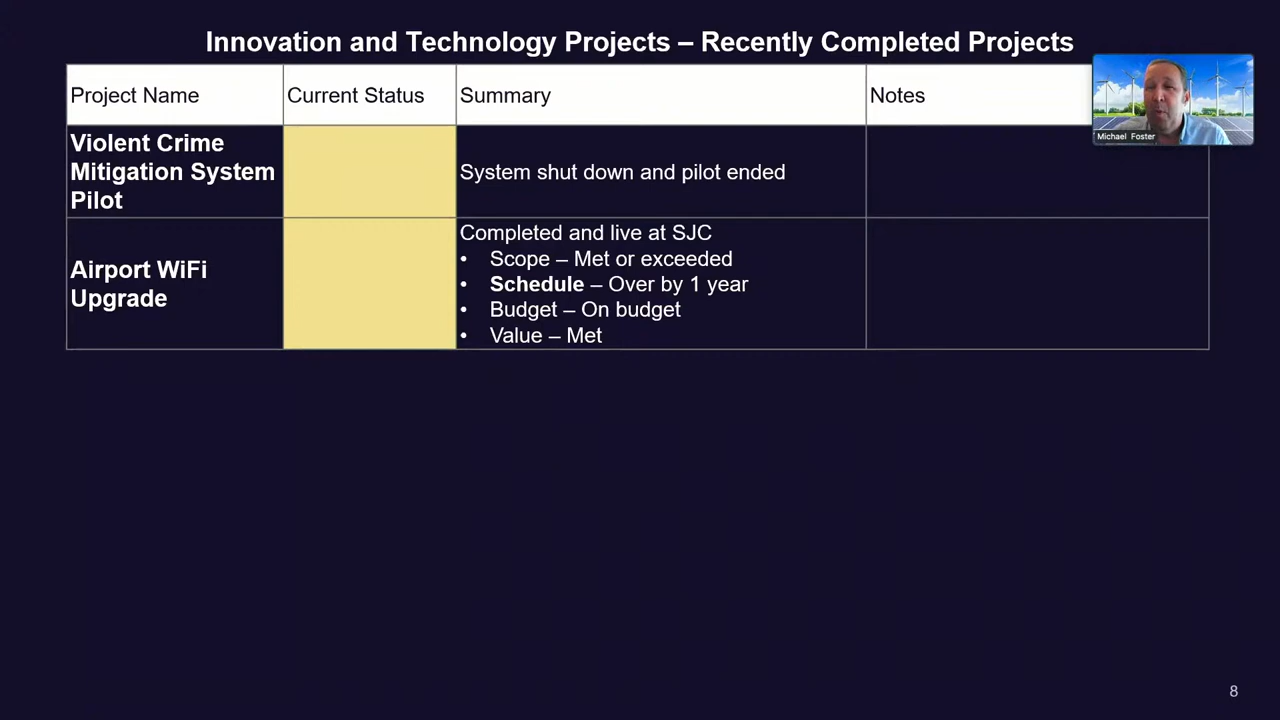 Innovation and Technology Projects – Recently Completed Projects
Project Name
Current Status
Summary
Notes
Michael Foster
Violent Crime
Mitigation System
Pilot
System shut down and pilot ended
Airport WiFi
Upgrade
Completed and live at SJC
• Scope – Met or exceeded
• Schedule – Over by 1 year
• Budget – On budget
• Value – Met
8